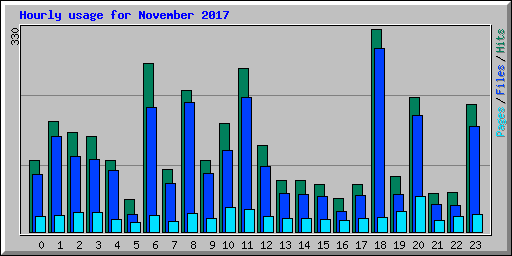 Hourly usage for November 2017
330
Pages/Files/Hits
0 1 2 3 4 5 6 7 8 9 10 11 12 13 14 15 16 17 18 19 20 21 22 23